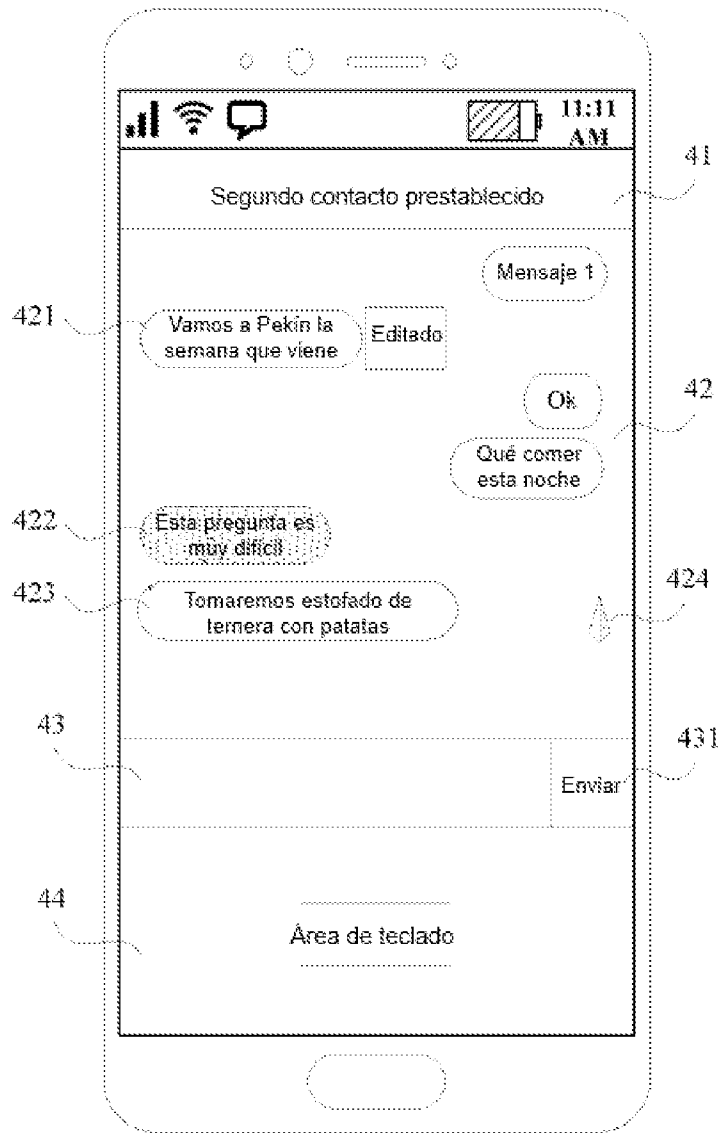 11:11
AM
41
Segundo contacto prestablecido
Mensaje 1
421
Vamos a Pekín la
semana que viene
Editado
Ok
42
Qué comer
esta noche
422
Esta pregunta es
muy difícil
423
Tomaremos estofado de
ternera con patatas
424
43
431
Enviar
44
Área de teclado